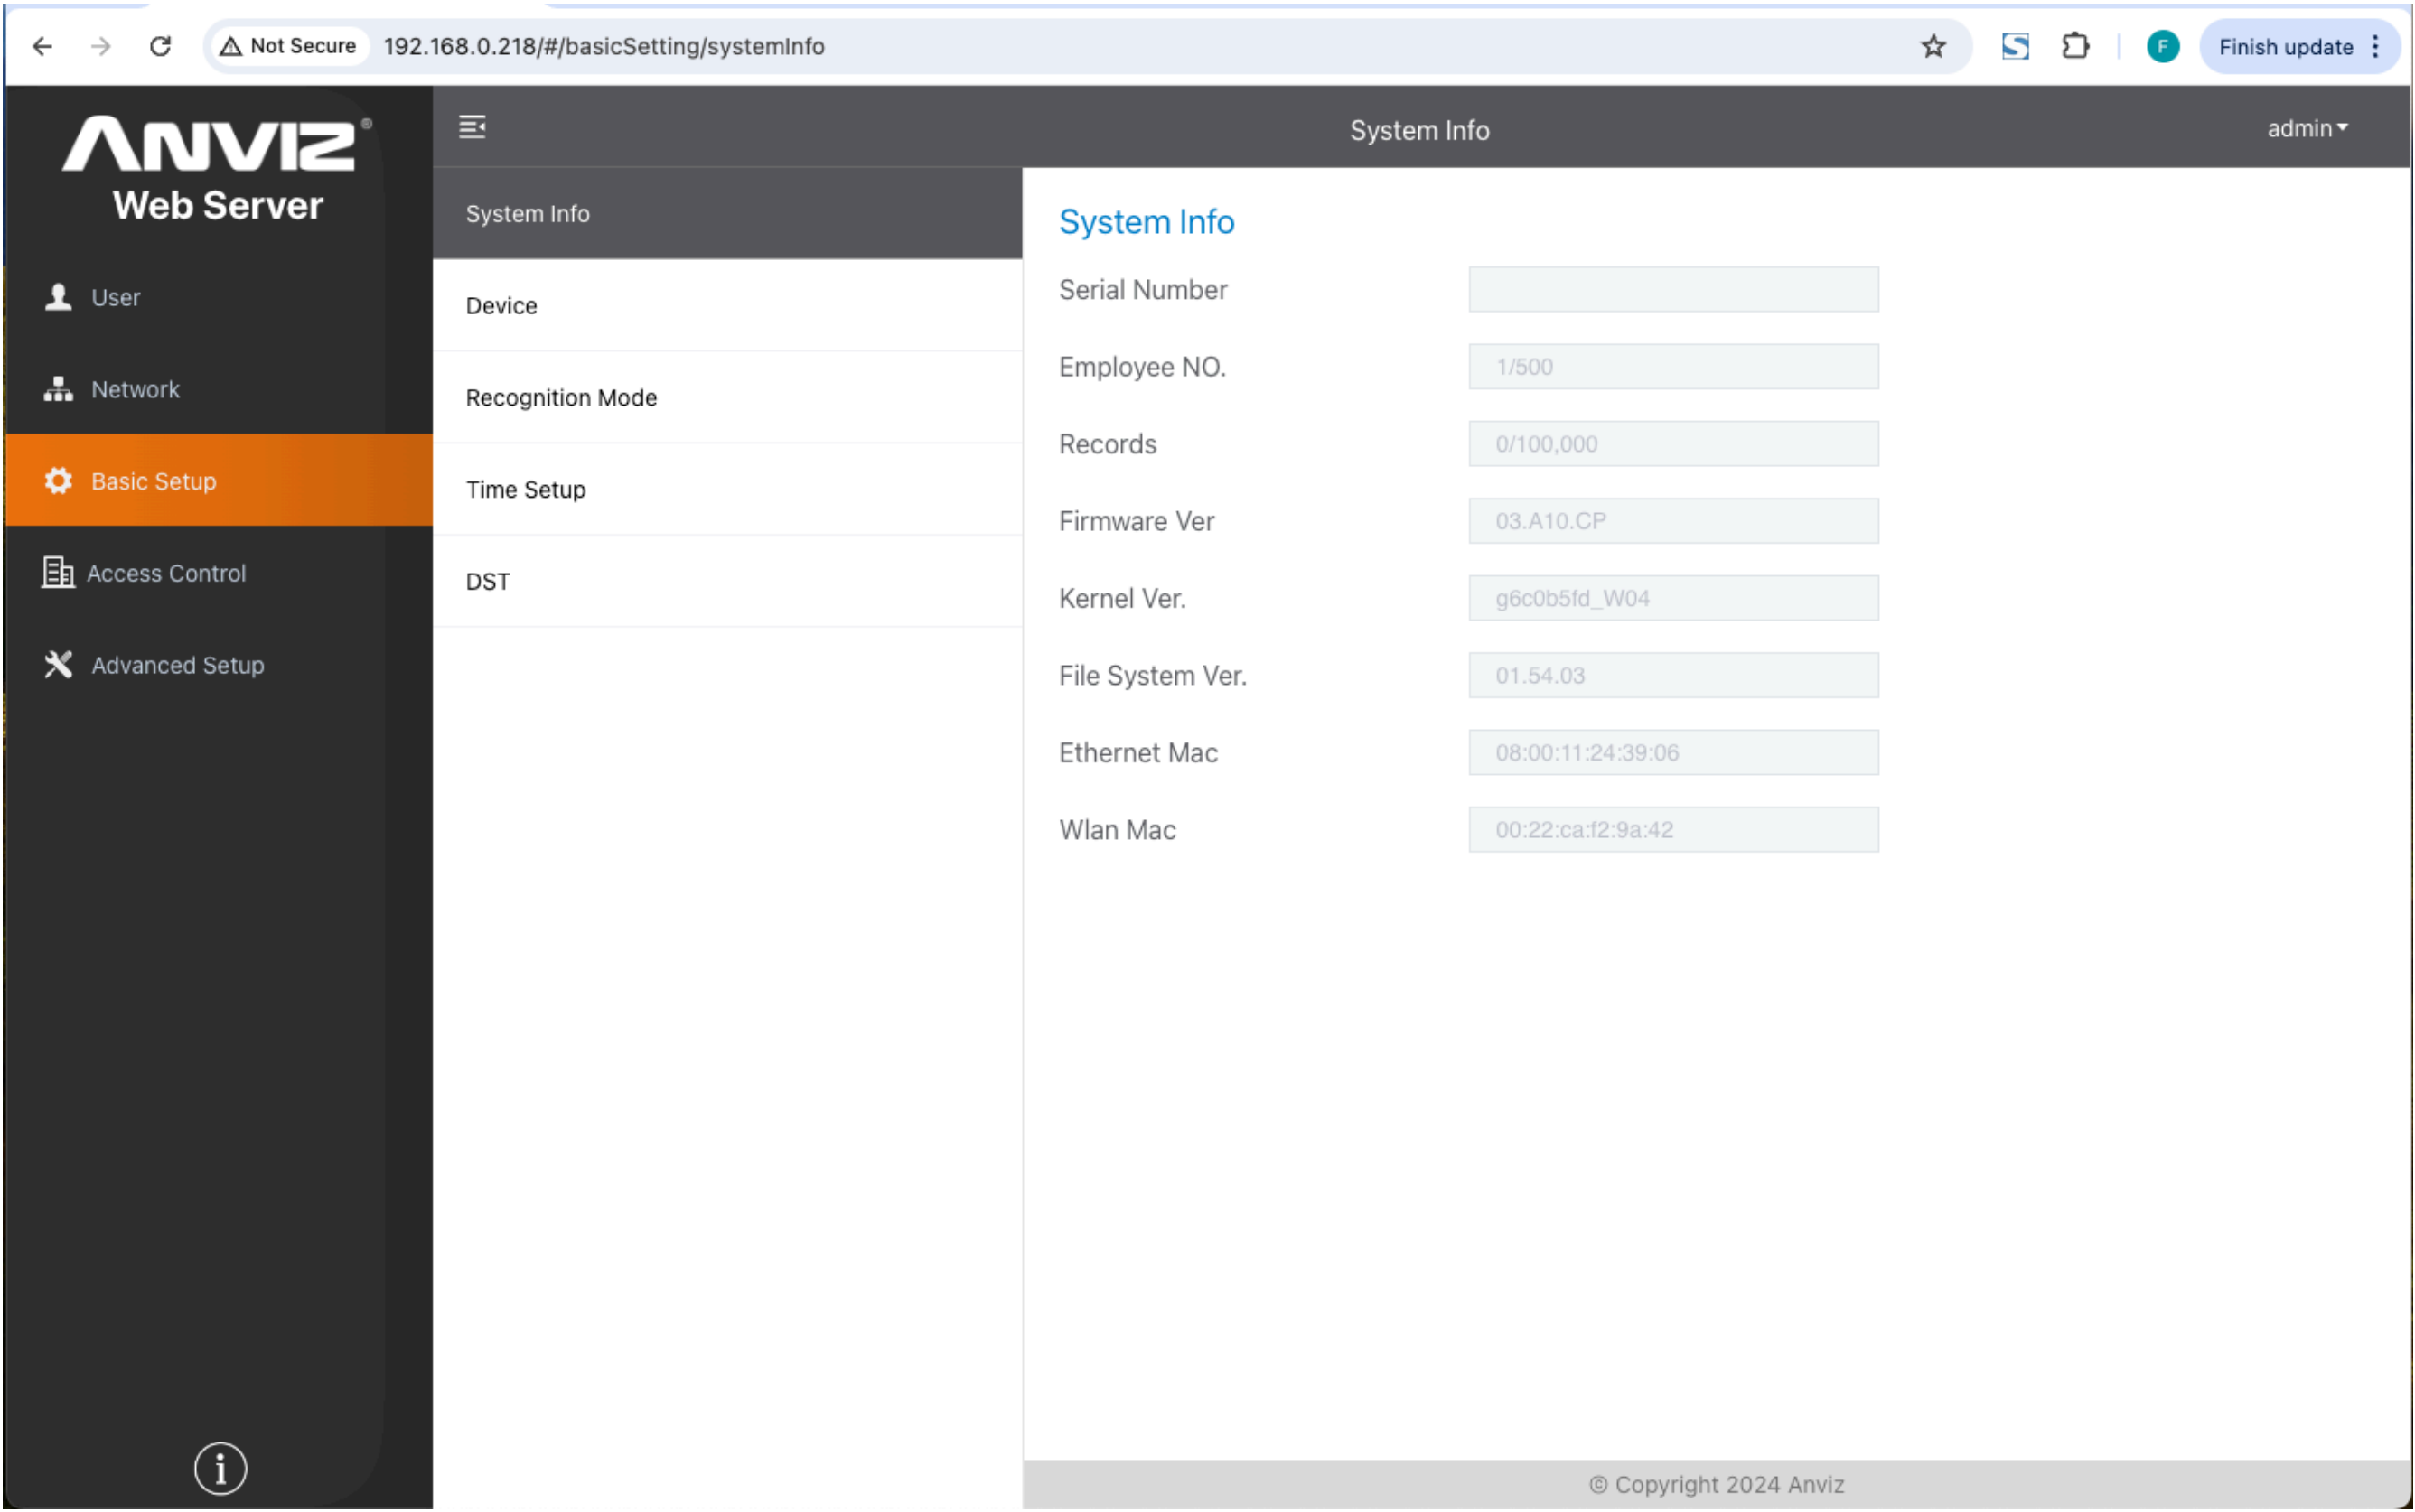 Not Secure 192.168.0.218/#/basicSetting/systemInfo
F
Finish update
ANVIZ®
Web Server
System Info
admin
User
Network
Basic Setup
Access Control
Advanced Setup
System Info
Device
Recognition Mode
Time Setup
DST
System Info
Serial Number
Employee NO. 1/500
Records 0/100,000
Firmware Ver 03.A10.CP
Kernel Ver. g6c0b5fd_W04
File System Ver. 01.54.03
Ethernet Mac 08:00:11:24:39:06
Wlan Mac 00:22:ca:f2:9a:42
© Copyright 2024 Anviz